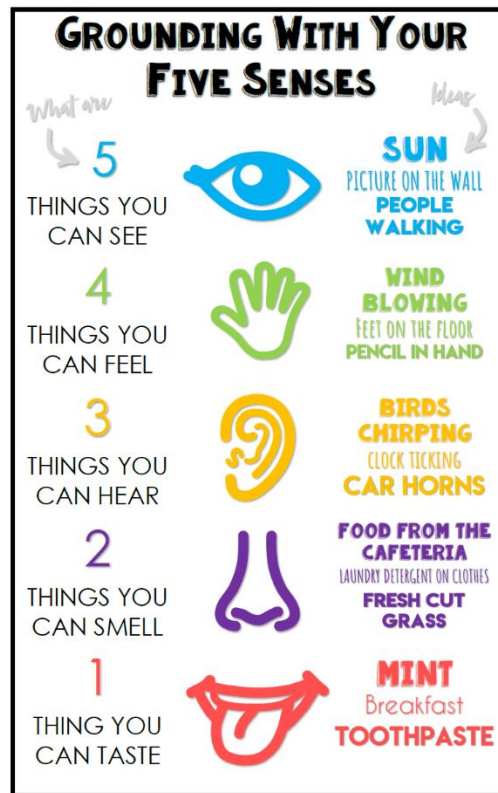 GROUNDING WITH YOUR
FIVE SENSES
What are
Ideas
5
THINGS YOU
CAN SEE
SUN
PICTURE ON THE WALL
PEOPLE
WALKING
4
THINGS YOU
CAN FEEL
WIND
BLOWING
FEET ON THE FLOOR
PENCIL IN HAND
3
THINGS YOU
CAN HEAR
BIRDS
CHIRPING
CLOCK TICKING
CAR HORNS
2
THINGS YOU
CAN SMELL
FOOD FROM THE
CAFETERIA
LAUNDRY DETERGENT ON CLOTHES
FRESH CUT
GRASS
1
THING YOU
CAN TASTE
MINT
Breakfast
TOOTHPASTE